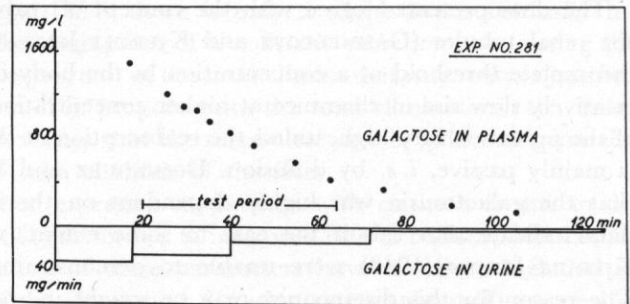 mg/l
1600
EXP. NO.281
800
GALACTOSE IN PLASMA
test period
0
20
40
60
80
100
120 min
40
GALACTOSE IN URINE
mg/min